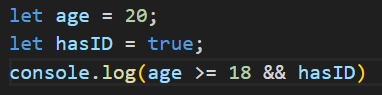 let age = 20;
let hasID = true;
console.log(age >= 18 && hasID)